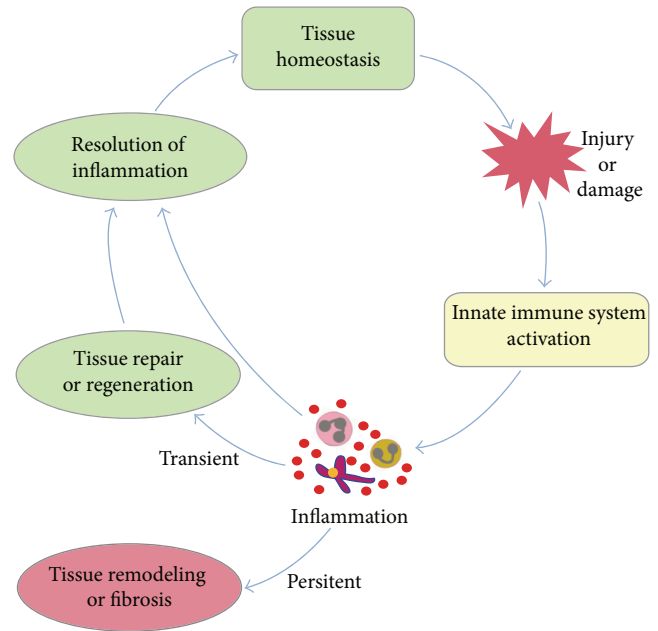 Tissue
homeostasis
Injury
or
damage
Innate immune system
activation
Inflammation
Transient
Persitent
Tissue remodeling
or fibrosis
Tissue repair
or regeneration
Resolution of
inflammation